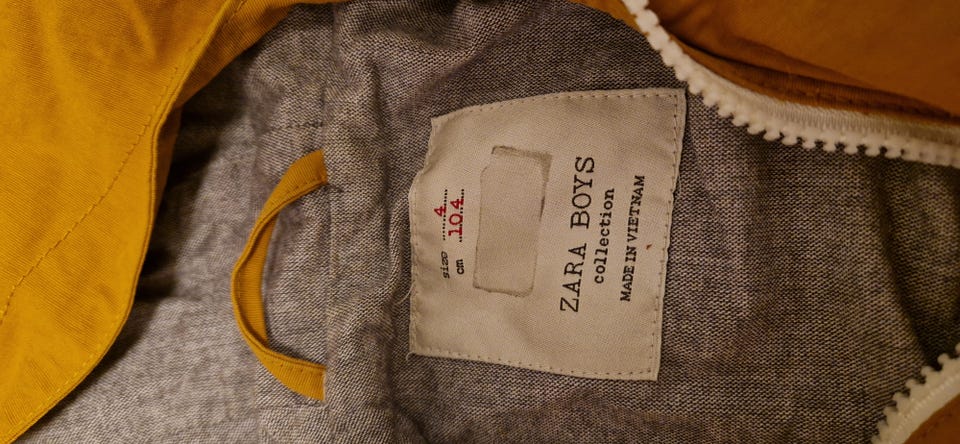 ZARA BOYS
collection
MADE IN VIETNAM
size 4
cm 104